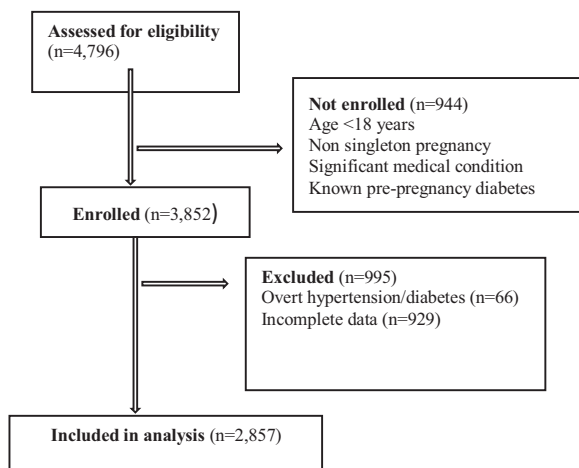 Assessed for eligibility
(n=4,796)
Not enrolled (n=944)
Age <18 years
Non singleton pregnancy
Significant medical condition
Known pre-pregnancy diabetes
Enrolled (n=3,852)
Excluded (n=995)
Overt hypertension/diabetes (n=66)
Incomplete data (n=929)
Included in analysis (n=2,857)